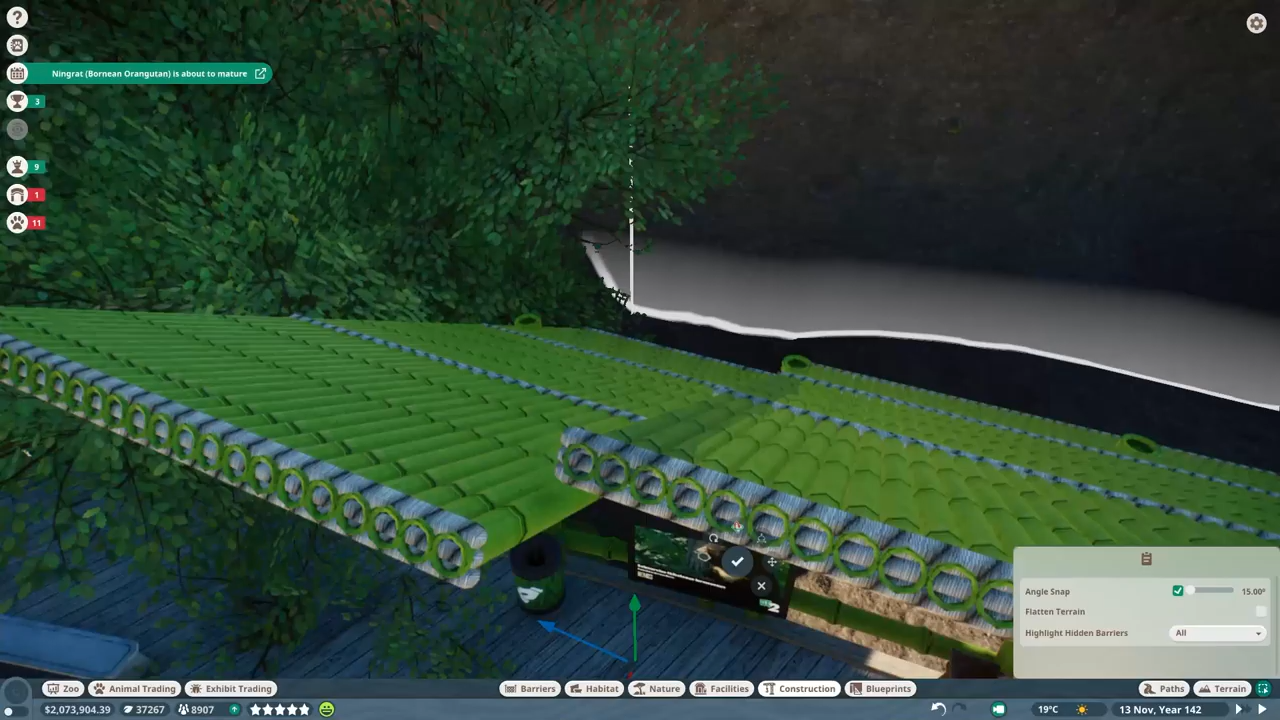 ?
Ningrat (Bornean Orangutan) is about to mature
3
9
1
11
Angle Snap
15.00°
Flatten Terrain
Highlight Hidden Barriers
All
Zoo
Animal Trading
Exhibit Trading
Barriers
Habitat
Nature
Facilities
Construction
Blueprints
Paths
Terrain
$2,073,904.39
37267
8907
19°C
13 Nov, Year 142